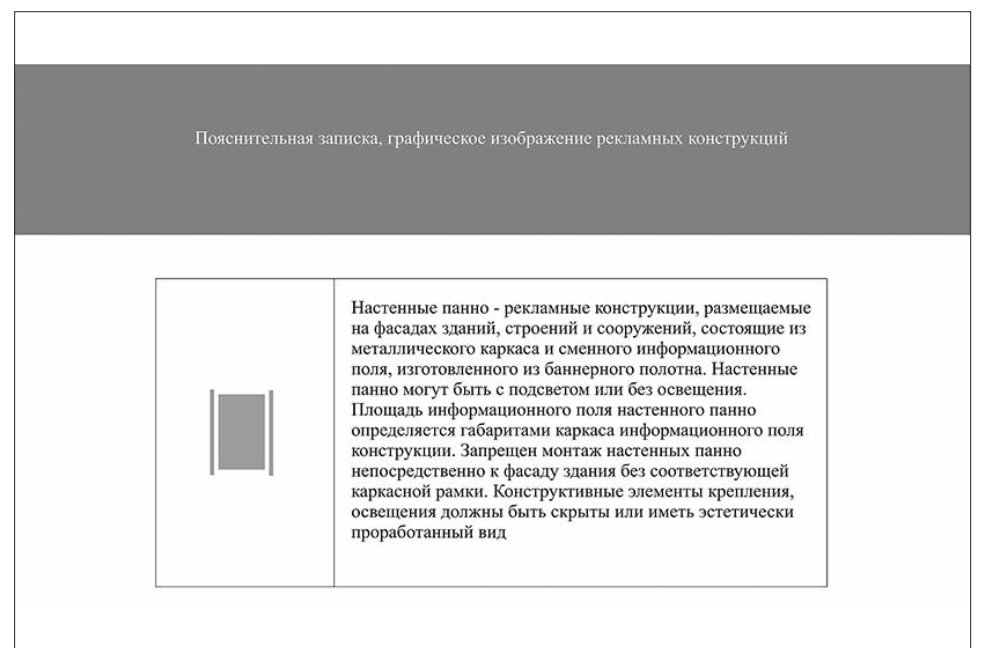 Пояснительная записка, графическое изображение рекламных конструкций
Настенные панно - рекламные конструкции, размещаемые
на фасадах зданий, строений и сооружений, состоящие из
металлического каркаса и сменного информационного
поля, изготовленного из баннерного полотна. Настенные
панно могут быть с подсветом или без освещения.
Площадь информационного поля настенного панно
определяется габаритами каркаса информационного поля
конструкции. Запрещен монтаж настенных панно
непосредственно к фасаду здания без соответствующей
каркасной рамки. Конструктивные элементы крепления,
освещения должны быть скрыты или иметь эстетически
проработанный вид